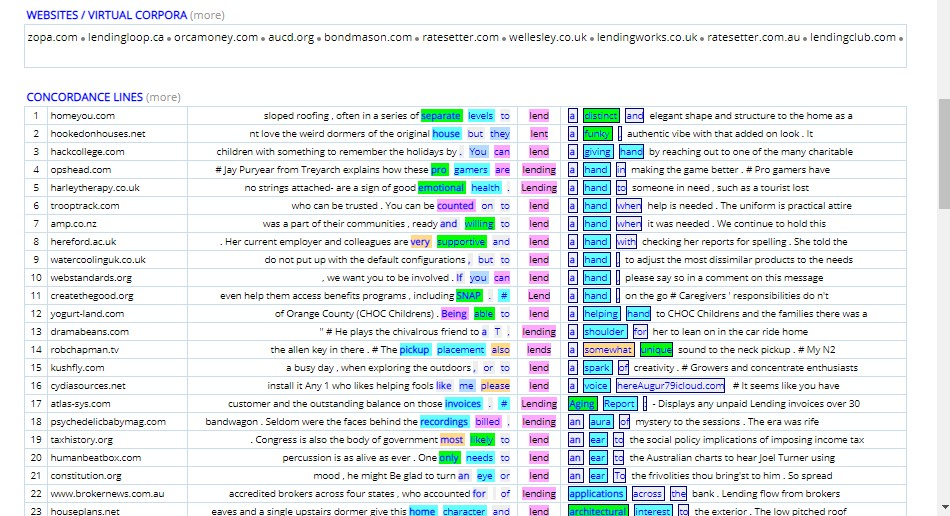 WEBSITES / VIRTUAL CORPORA (more)
zopa.com • lendingloop.ca • orcamoney.com • aucd.org • bondmason.com • ratesetter.com • wellesley.co.uk • lendingworks.co.uk • ratesetter.com.au • lendingclub.com •
CONCORDANCE LINES (more)
1 homeyou.com sloped roofing , often in a series of separate levels to lend a distinct and elegant shape and structure to the home as a
2 hookedonhouses.net nt love the weird dormers of the original house but they lent a funky , authentic vibe with that added on look . It
3 hackcollege.com children with something to remember the holidays by . You can lend a giving hand by reaching out to one of the many charitable
4 opshead.com # Jay Puryear from Treyarch explains how these pro gamers are Lending a hand in making the game better . # Pro gamers have
5 harleytherapy.co.uk no strings attached- are a sign of good emotional health . Lending a hand to someone in need , such as a tourist lost
6 trooptrack.com who can be trusted . You can be counted on to lend a hand when help is needed . The uniform is practical attire
7 amp.co.nz was a part of their communities , ready and willing to lend a hand when it was needed . We continue to hold this
8 hereford.ac.uk . Her current employer and colleagues are very supportive and lend a hand with checking her reports for spelling . She told the
9 watercoolinguk.co.uk do not put up with the default configurations , but to lend a hand to adjust the most dissimilar products to the needs
10 webstandards.org , we want you to be involved . If you can lend a hand , please say so in a comment on this message
11 createthegood.org even help them access benefits programs , including SNAP . # Lend a hand on the go # Caregivers ' responsibilities do n't
12 yogurt-land.com of Orange County (CHOC Childrens) . Being able to lend a helping hand to CHOC Childrens and the families there was a
13 dramabeans.com " # He plays the chivalrous friend to a T , lending a shoulder for her to lean on in the car ride home
14 robchapman.tv the allen key in there . # The pickup placement also lends a somewhat unique sound to the neck pickup . # My N2
15 kushfly.com a busy day , when exploring the outdoors , or to lend a spark of creativity . # Growers and concentrate enthusiasts
16 cydiasources.net install it Any 1 who likes helping fools like me please lend a voice hereAugur79icloud.com # It seems like you have
17 atlas-sys.com customer and the outstanding balance on those invoices . # Lending Aging Report - Displays any unpaid Lending invoices over 30
18 psychedelicbabymag.com bandwagon . Seldom were the faces behind the recordings billed , lending an aura of mystery to the sessions . The era was rife
19 taxhistory.org . Congress is also the body of government most likely to lend an ear to the social policy implications of imposing income tax
20 humanbeatbox.com percussion is as alive as ever . One only needs to lend an ear to the Australian charts to hear Joel Turner using
21 constitution.org mood , he might Be glad to turn an eye or lend an ear To the frivolities thou bring'st to him . So spread
22 www.brokernews.com.au accredited brokers across four states , who accounted for of lending applications across the bank . Lending flow from brokers
23 houseplans.net eaves and a single upstairs dormer give this home character and lend architectural interest to the exterior . The low pitched roof